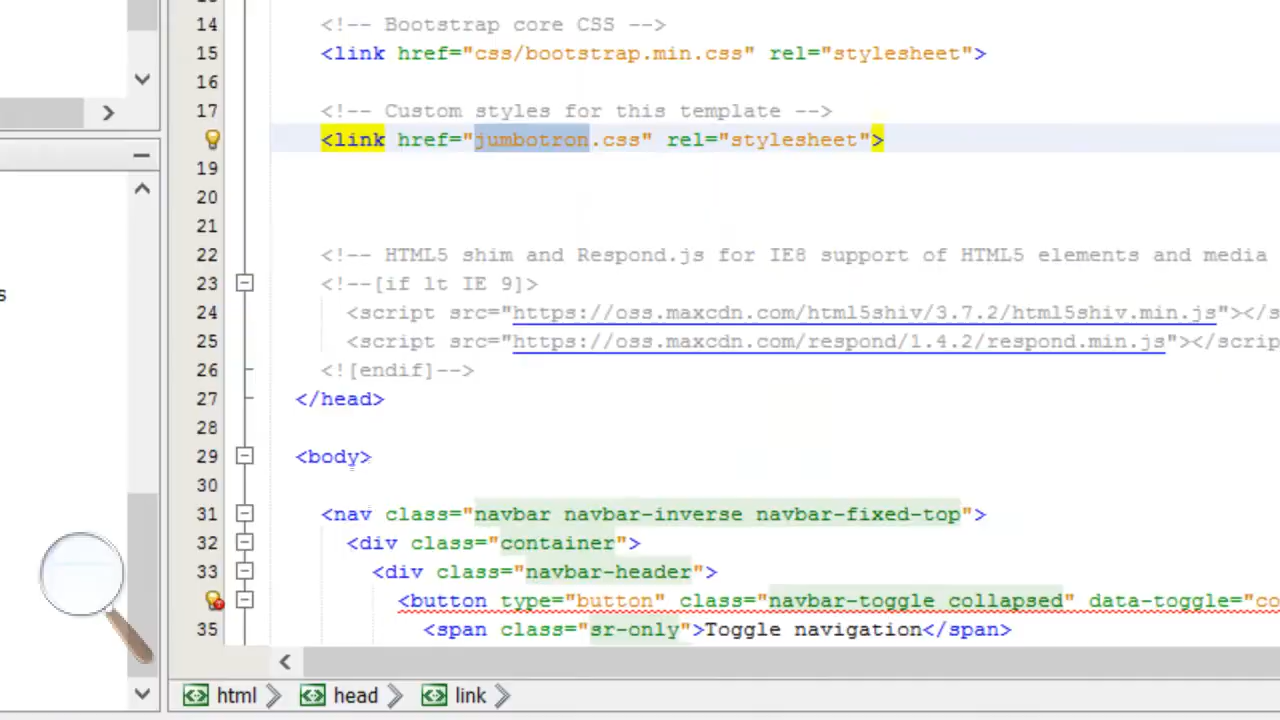 14 <!-- Bootstrap core CSS -->
15 <link href="css/bootstrap.min.css" rel="stylesheet">
16
17 <!-- Custom styles for this template -->
<link href="jumbotron.css" rel="stylesheet">
19
20
21
22 <!-- HTML5 shim and Respond.js for IE8 support of HTML5 elements and media
23 <!--[if lt IE 9]>
24 <script src="https://oss.maxcdn.com/html5shiv/3.7.2/html5shiv.min.js"></s
25 <script src="https://oss.maxcdn.com/respond/1.4.2/respond.min.js"></scrip
26 <![endif]-->
27 </head>
28
29 <body>
30
31 <nav class="navbar navbar-inverse navbar-fixed-top">
32 <div class="container">
33 <div class="navbar-header">
<button type="button" class="navbar-toggle collapsed" data-toggle="co
35 <span class="sr-only">Toggle navigation</span>
s
html head link